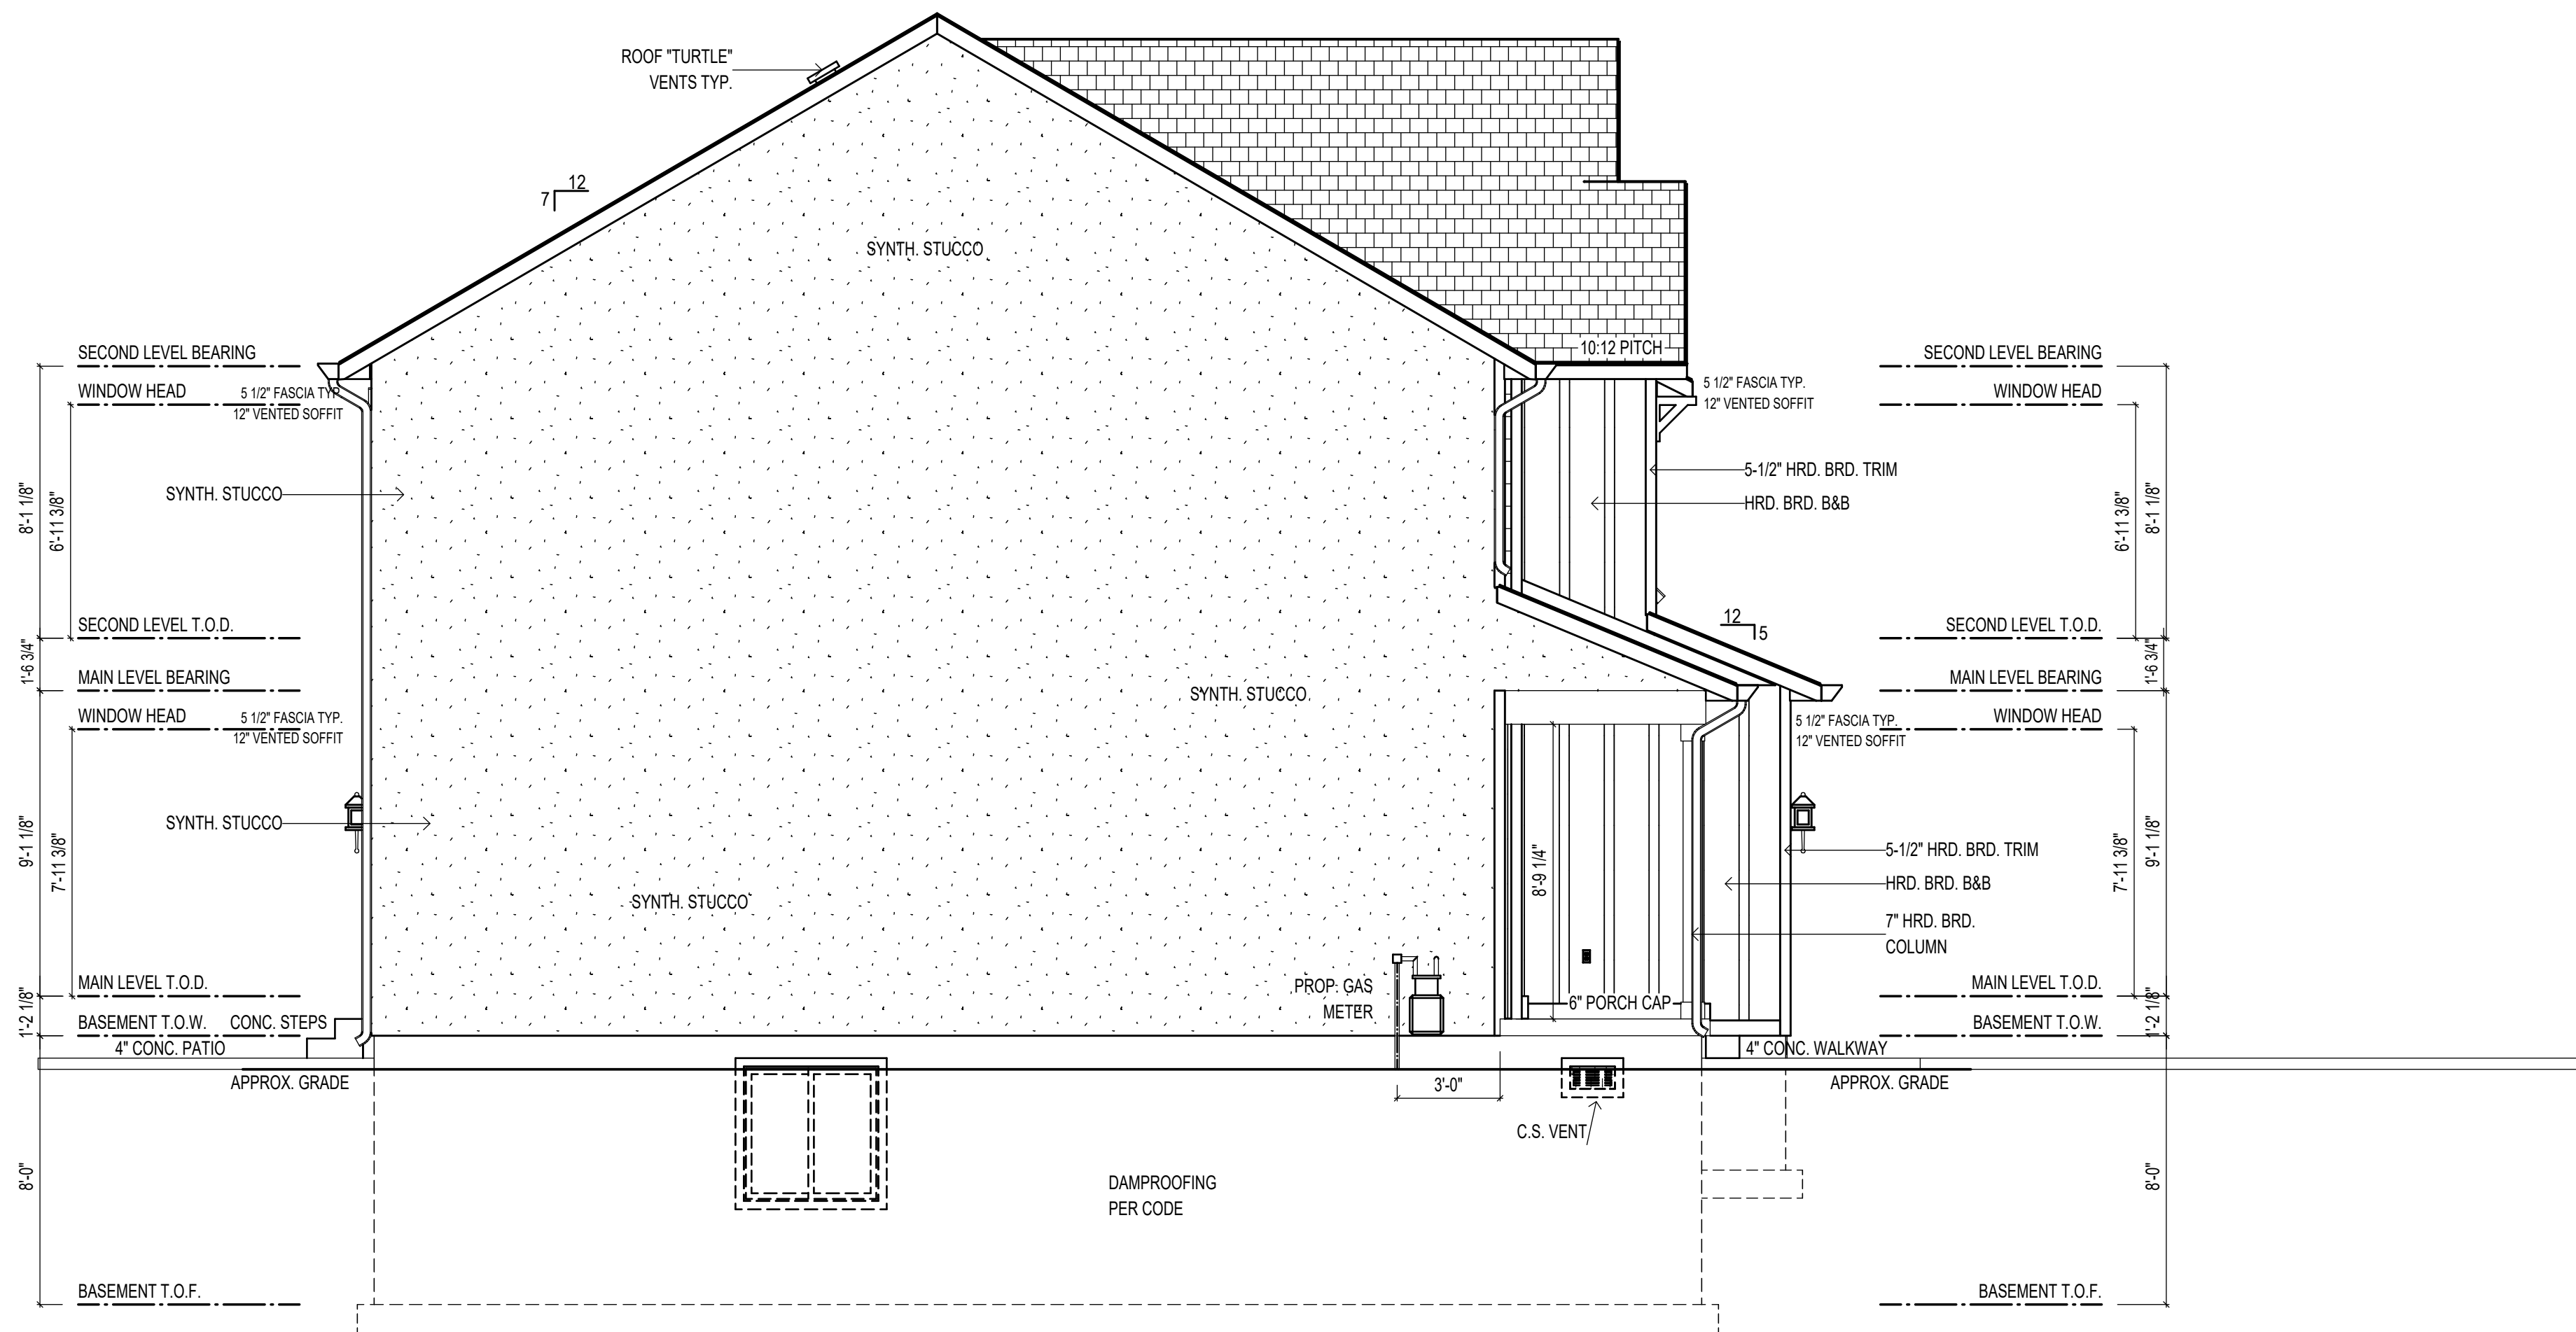 ROOF "TURTLE"
VENTS TYP.
12
7
SYNTH. STUCCO
10:12 PITCH
SECOND LEVEL BEARING
SECOND LEVEL BEARING
WINDOW HEAD
5 1/2" FASCIA TYP.
12" VENTED SOFFIT
5 1/2" FASCIA TYP.
12" VENTED SOFFIT
WINDOW HEAD
8'-1 1/8"
6'-11 3/8"
SYNTH. STUCCO
5-1/2" HRD. BRD. TRIM
HRD. BRD. B&B
6'-11 3/8"
8'-1 1/8"
SECOND LEVEL T.O.D.
12
5
SECOND LEVEL T.O.D.
1'-6 3/4"
1'-6 3/4"
MAIN LEVEL BEARING
SYNTH. STUCCO
MAIN LEVEL BEARING
WINDOW HEAD
5 1/2" FASCIA TYP.
12" VENTED SOFFIT
5 1/2" FASCIA TYP.
12" VENTED SOFFIT
WINDOW HEAD
9'-1 1/8"
7'-11 3/8"
SYNTH. STUCCO
SYNTH. STUCCO
8'-9 1/4"
5-1/2" HRD. BRD. TRIM
HRD. BRD. B&B
7" HRD. BRD.
COLUMN
7'-11 3/8"
9'-1 1/8"
MAIN LEVEL T.O.D.
PROP. GAS
METER
6" PORCH CAP
MAIN LEVEL T.O.D.
1'-2 1/8"
1'-2 1/8"
BASEMENT T.O.W.
CONC. STEPS
BASEMENT T.O.W.
4" CONC. PATIO
4" CONC. WALKWAY
APPROX. GRADE
3'-0"
APPROX. GRADE
C.S. VENT
8'-0"
DAMPROOFING
PER CODE
8'-0"
BASEMENT T.O.F.
BASEMENT T.O.F.